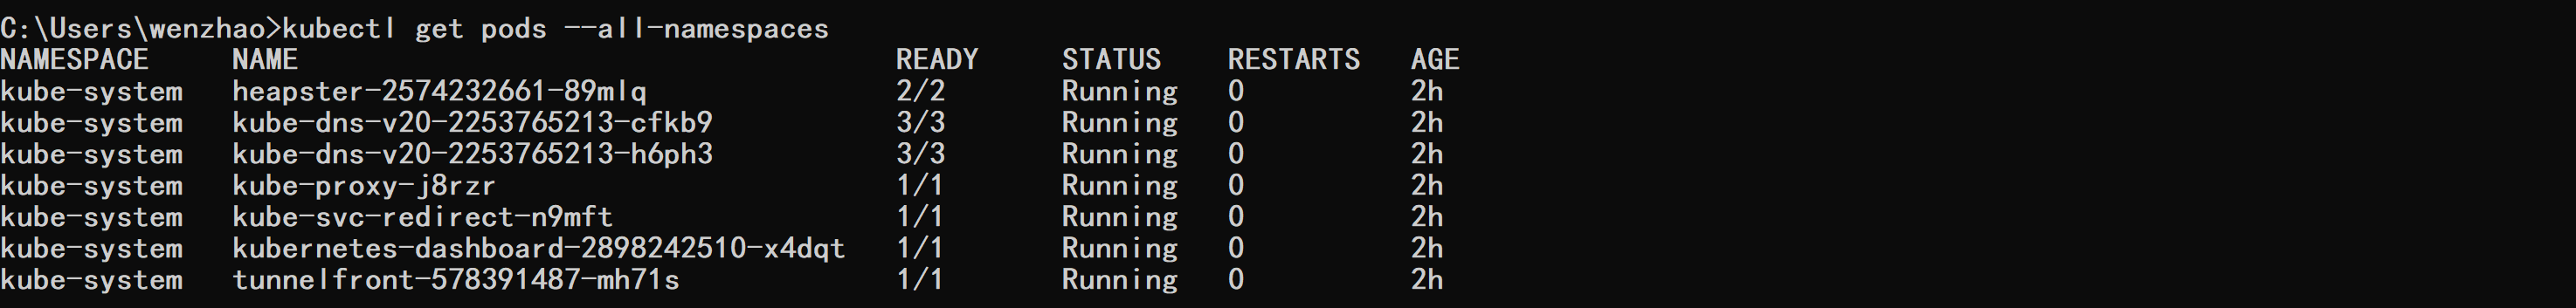 C:\Users\wenzhao>kubectl get pods --all-namespaces
NAMESPACE     NAME                                    READY     STATUS    RESTARTS   AGE
kube-system   heapster-2574232661-89mlq               2/2       Running   0          2h
kube-system   kube-dns-v20-2253765213-cfkb9           3/3       Running   0          2h
kube-system   kube-dns-v20-2253765213-h6ph3           3/3       Running   0          2h
kube-system   kube-proxy-j8rzr                        1/1       Running   0          2h
kube-system   kube-svc-redirect-n9mft                 1/1       Running   0          2h
kube-system   kubernetes-dashboard-2898242510-x4dqt   1/1       Running   0          2h
kube-system   tunnelfront-578391487-mh71s             1/1       Running   0          2h